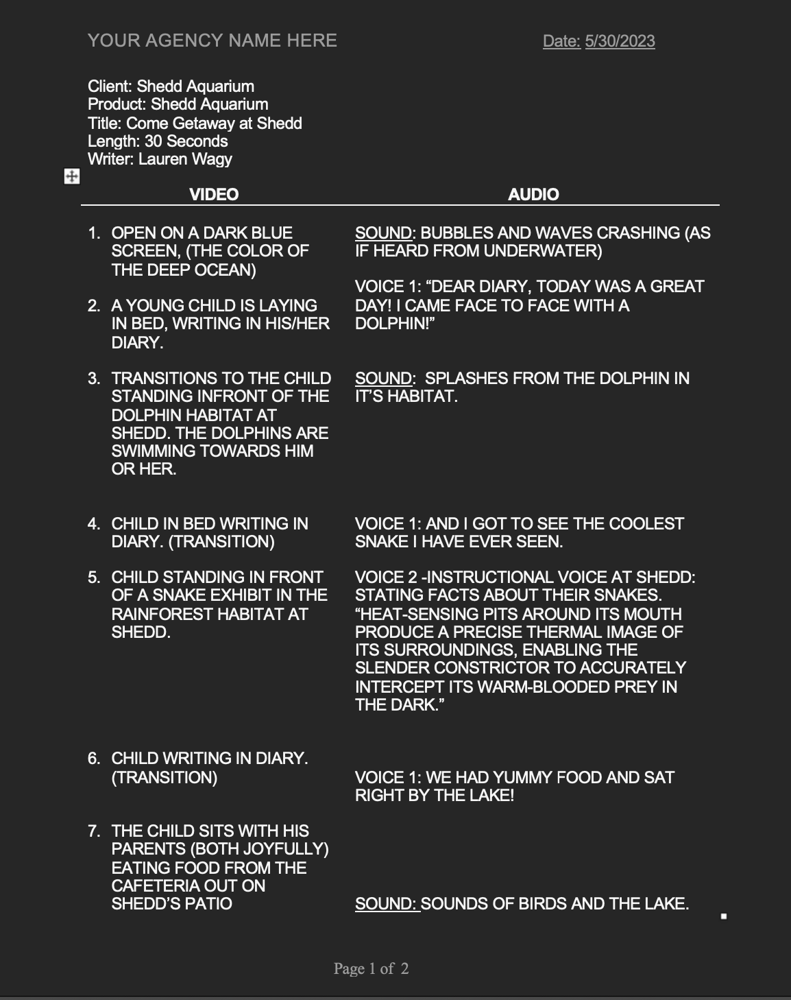 YOUR AGENCY NAME HERE
Date: 5/30/2023
Client: Shedd Aquarium
Product: Shedd Aquarium
Title: Come Getaway at Shedd
Length: 30 Seconds
Writer: Lauren Wagy
VIDEO
AUDIO
1. OPEN ON A DARK BLUE
SCREEN, (THE COLOR OF
THE DEEP OCEAN)
SOUND: BUBBLES AND WAVES CRASHING (AS
IF HEARD FROM UNDERWATER)
VOICE 1: “DEAR DIARY, TODAY WAS A GREAT
DAY! I CAME FACE TO FACE WITH A
DOLPHIN!”
2. A YOUNG CHILD IS LAYING
IN BED, WRITING IN HIS/HER
DIARY.
3. TRANSITIONS TO THE CHILD
STANDING INFRONT OF THE
DOLPHIN HABITAT AT
SHEDD. THE DOLPHINS ARE
SWIMMING TOWARDS HIM
OR HER.
SOUND:  SPLASHES FROM THE DOLPHIN IN
IT’S HABITAT.
4. CHILD IN BED WRITING IN
DIARY. (TRANSITION)
VOICE 1: AND I GOT TO SEE THE COOLEST
SNAKE I HAVE EVER SEEN.
5. CHILD STANDING IN FRONT
OF A SNAKE EXHIBIT IN THE
RAINFOREST HABITAT AT
SHEDD.
VOICE 2 -INSTRUCTIONAL VOICE AT SHEDD:
STATING FACTS ABOUT THEIR SNAKES.
“HEAT-SENSING PITS AROUND ITS MOUTH
PRODUCE A PRECISE THERMAL IMAGE OF
ITS SURROUNDINGS, ENABLING THE
SLENDER CONSTRICTOR TO ACCURATELY
INTERCEPT ITS WARM-BLOODED PREY IN
THE DARK.”
6. CHILD WRITING IN DIARY.
(TRANSITION)
VOICE 1: WE HAD YUMMY FOOD AND SAT
RIGHT BY THE LAKE!
7. THE CHILD SITS WITH HIS
PARENTS (BOTH JOYFULLY)
EATING FOOD FROM THE
CAFETERIA OUT ON
SHEDD’S PATIO
SOUND: SOUNDS OF BIRDS AND THE LAKE.
Page 1 of  2